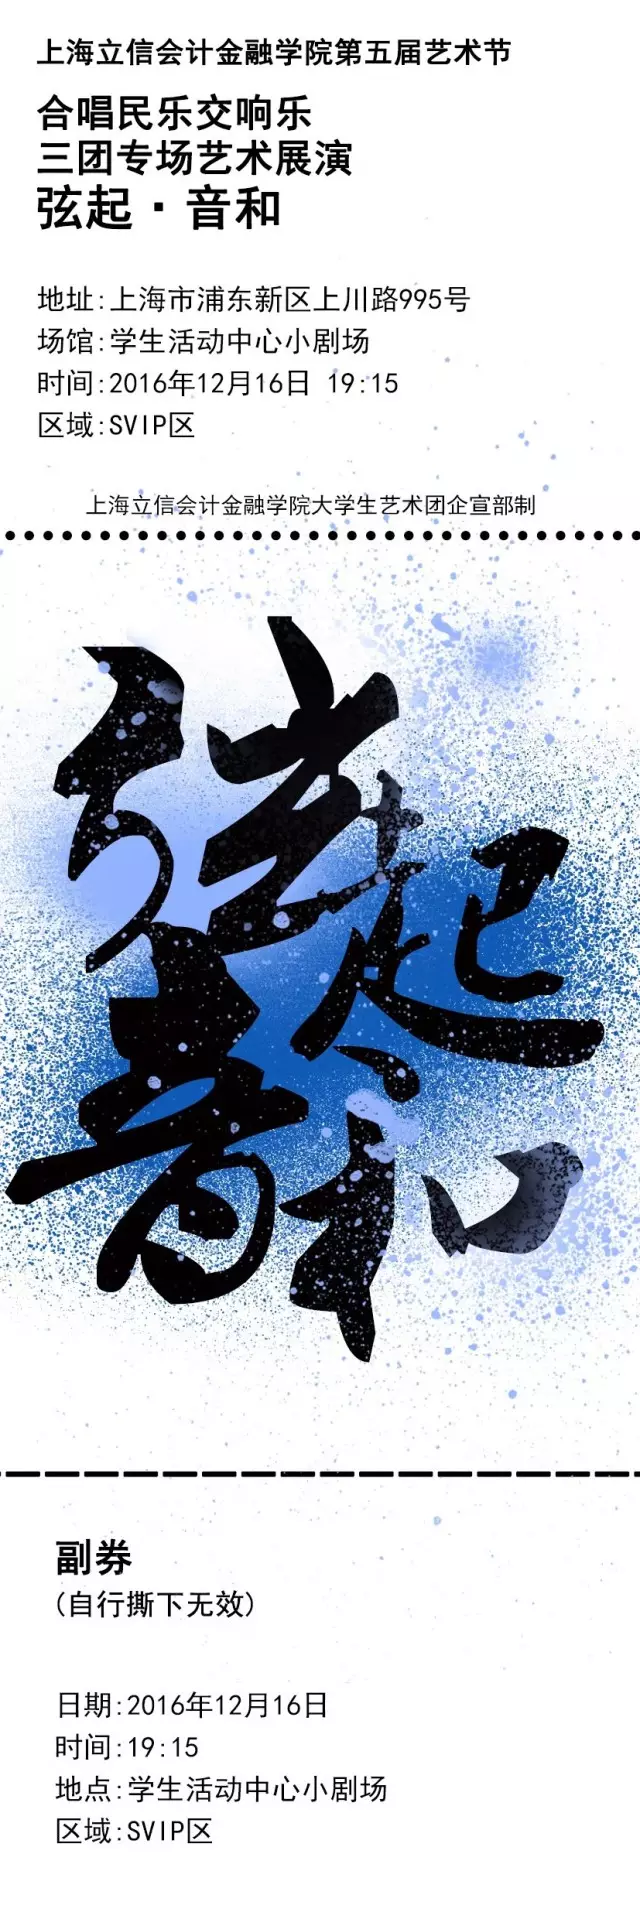 上海立信会计金融学院第五届艺术节
合唱民乐交响乐
三团专场艺术展演
弦起·音和
地址:上海市浦东新区上川路995号
场馆:学生活动中心小剧场
时间:2016年12月16日 19:15
区域:SVIP区
上海立信会计金融学院大学生艺术团企宣部制
弦起
音和
副券
(自行撕下无效)
日期:2016年12月16日
时间:19:15
地点:学生活动中心小剧场
区域:SVIP区